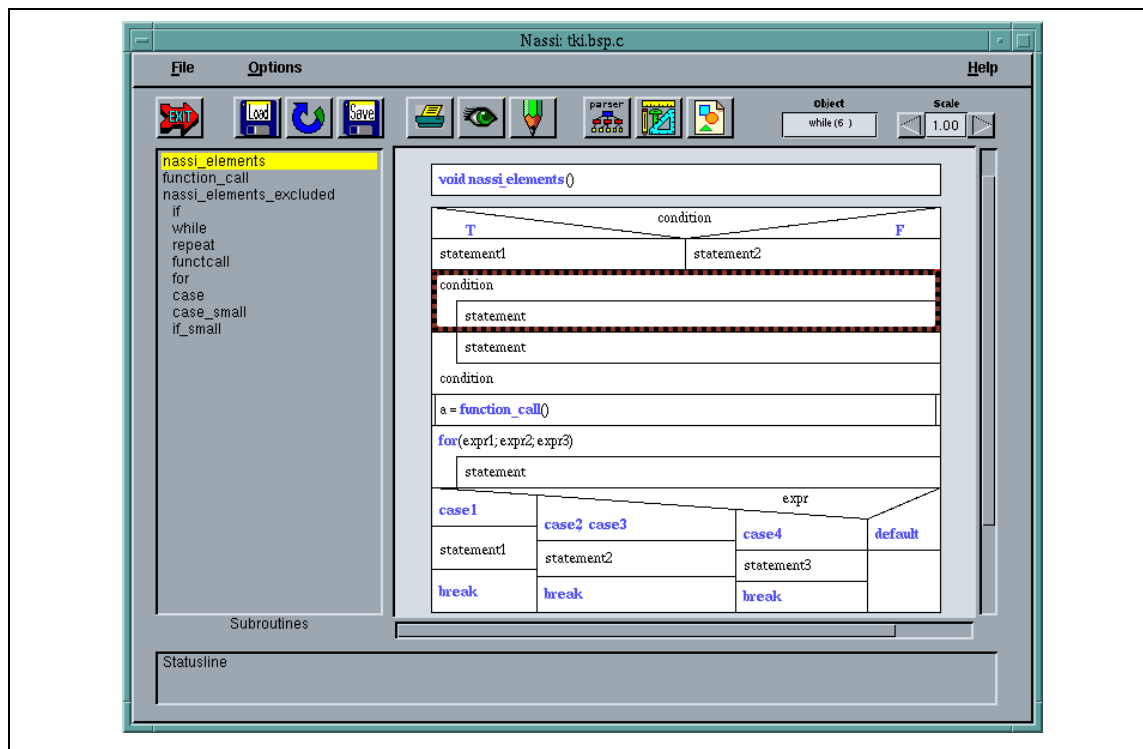 Nassi: tki.bsp.c
File Options Help
EXIT Load Save parser Object Scale
while (6 ) 1.00
nassi_elements
function_call
nassi_elements_excluded
if
while
repeat
functcall
for
case
case_small
if_small
Subroutines
void nassi_elements()
condition
T F
statement1 statement2
condition
statement
statement
condition
a = function_call()
for(expr1; expr2; expr3)
statement
expr
case1 case2, case3 case4 default
statement1 statement2 statement3
break break break
Statusline